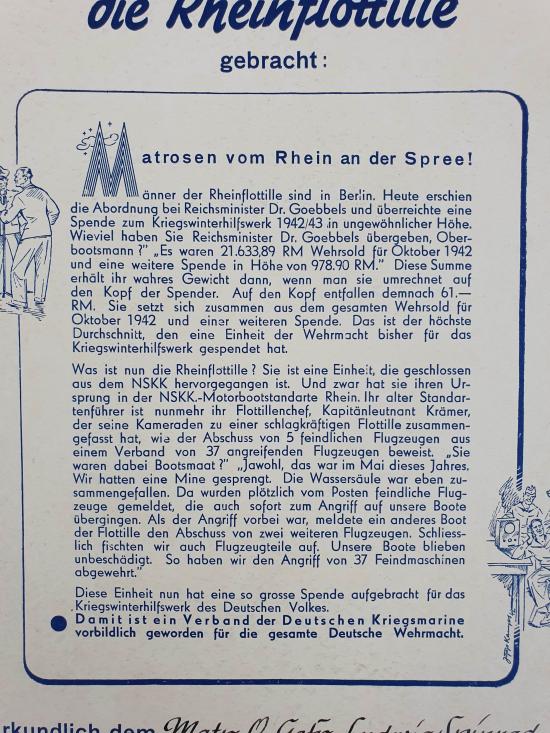 die Rheinflottille
gebracht:
Matrosen vom Rhein an der Spree!
Männer der Rheinflottille sind in Berlin. Heute erschien
die Abordnung bei Reichsminister Dr. Goebbels und überreichte eine
Spende zum Kriegswinterhilfswerk 1942/43 in ungewöhnlicher Höhe.
Wieviel haben Sie Reichsminister Dr. Goebbels übergeben, Ober-
bootsmann?" „Es waren 21.633,89 RM Wehrsold für Oktober 1942
und eine weitere Spende in Höhe von 978.90 RM." Diese Summe
erhält ihr wahres Gewicht dann, wenn man sie umrechnet auf
den Kopf der Spender. Auf den Kopf entfallen demnach 61.—
RM. Sie setzt sich zusammen aus dem gesamten Wehrsold für
Oktober 1942 und einer weiteren Spende. Das ist der höchste
Durchschnitt, den eine Einheit der Wehrmacht bisher für das
Kriegswinterhilfswerk gespendet hat.
Was ist nun die Rheinflottille? Sie ist eine Einheit, die geschlossen
aus dem NSKK hervorgegangen ist. Und zwar hat sie ihren Ur-
sprung in der NSKK.-Motorbootstandarte Rhein. Ihr alter Standar-
tenführer ist nunmehr ihr Flottillenchef, Kapitänleutnant Krämer,
der seine Kameraden zu einer schlagkräftigen Flottille zusammen-
gefasst hat, wie der Abschuss von 5 feindlichen Flugzeugen aus
einem Verband von 37 angreifenden Flugzeugen beweist. „Sie
waren dabei Bootsmaat?" „Jawohl, das war im Mai dieses Jahres.
Wir hatten eine Mine gesprengt. Die Wassersäule war eben zu-
sammengefallen. Da wurden plötzlich vom Posten feindliche Flug-
zeuge gemeldet, die auch sofort zum Angriff auf unsere Boote
übergingen. Als der Angriff vorbei war, meldete ein anderes Boot
der Flottille den Abschuss von zwei weiteren Flugzeugen. Schliess-
lich fischten wir auch Flugzeugteile auf. Unsere Boote blieben
unbeschädigt. So haben wir den Angriff von 37 Feindmaschinen
abgewehrt."
Diese Einheit nun hat eine so grosse Spende aufgebracht für das
Kriegswinterhilfswerk des Deutschen Volkes.
Damit ist ein Verband der Deutschen Kriegsmarine
vorbildlich geworden für die gesamte Deutsche Wehrmacht.
rkundlich dem Matr. Ludwig